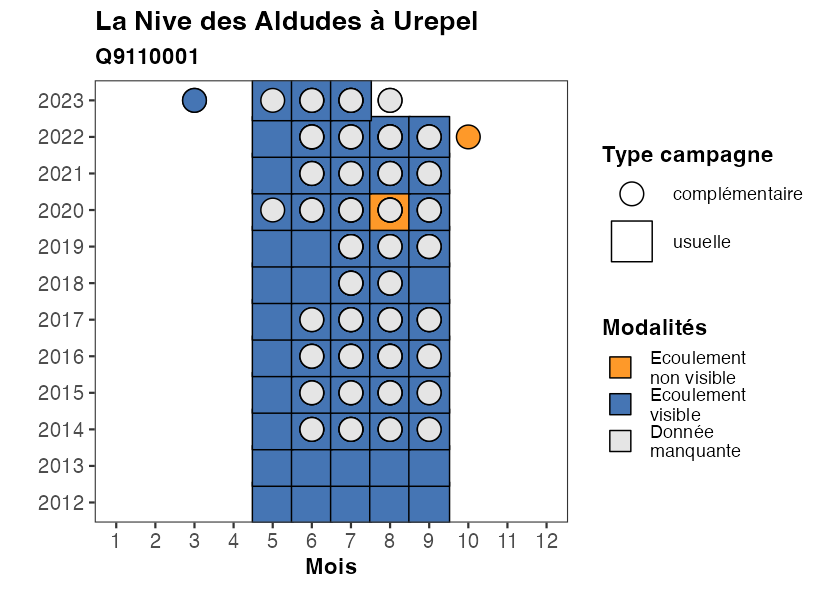 La Nive des Aldudes à Urepel
Q9110001
2023
2022
2021
2020
2019
2018
2017
2016
2015
2014
2013
2012
1 2 3 4 5 6 7 8 9 10 11 12
Mois
Type campagne
complémentaire
usuelle
Modalités
Ecoulement
non visible
Ecoulement
visible
Donnée
manquante